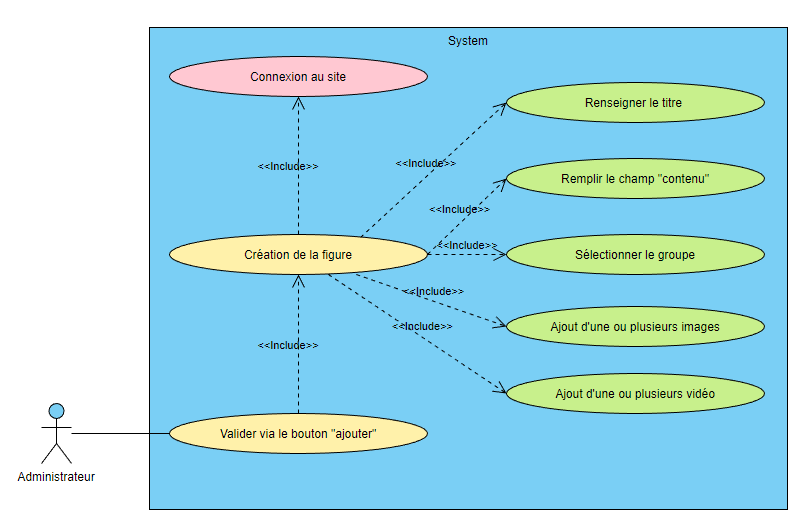 System
Connexion au site
Renseigner le titre
<<Include>>
<<Include>>
Remplir le champ "contenu"
<<Include>>
<<Include>>
Création de la figure
Sélectionner le groupe
<<Include>>
Ajout d'une ou plusieurs images
<<Include>>
<<Include>>
Ajout d'une ou plusieurs vidéo
Valider via le bouton "ajouter"
Administrateur